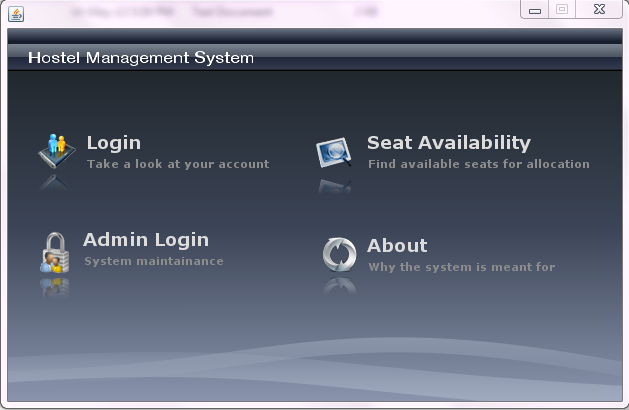 Hostel Management System
Login
Take a look at your account
Seat Availability
Find available seats for allocation
Admin Login
System maintainance
About
Why the system is meant for